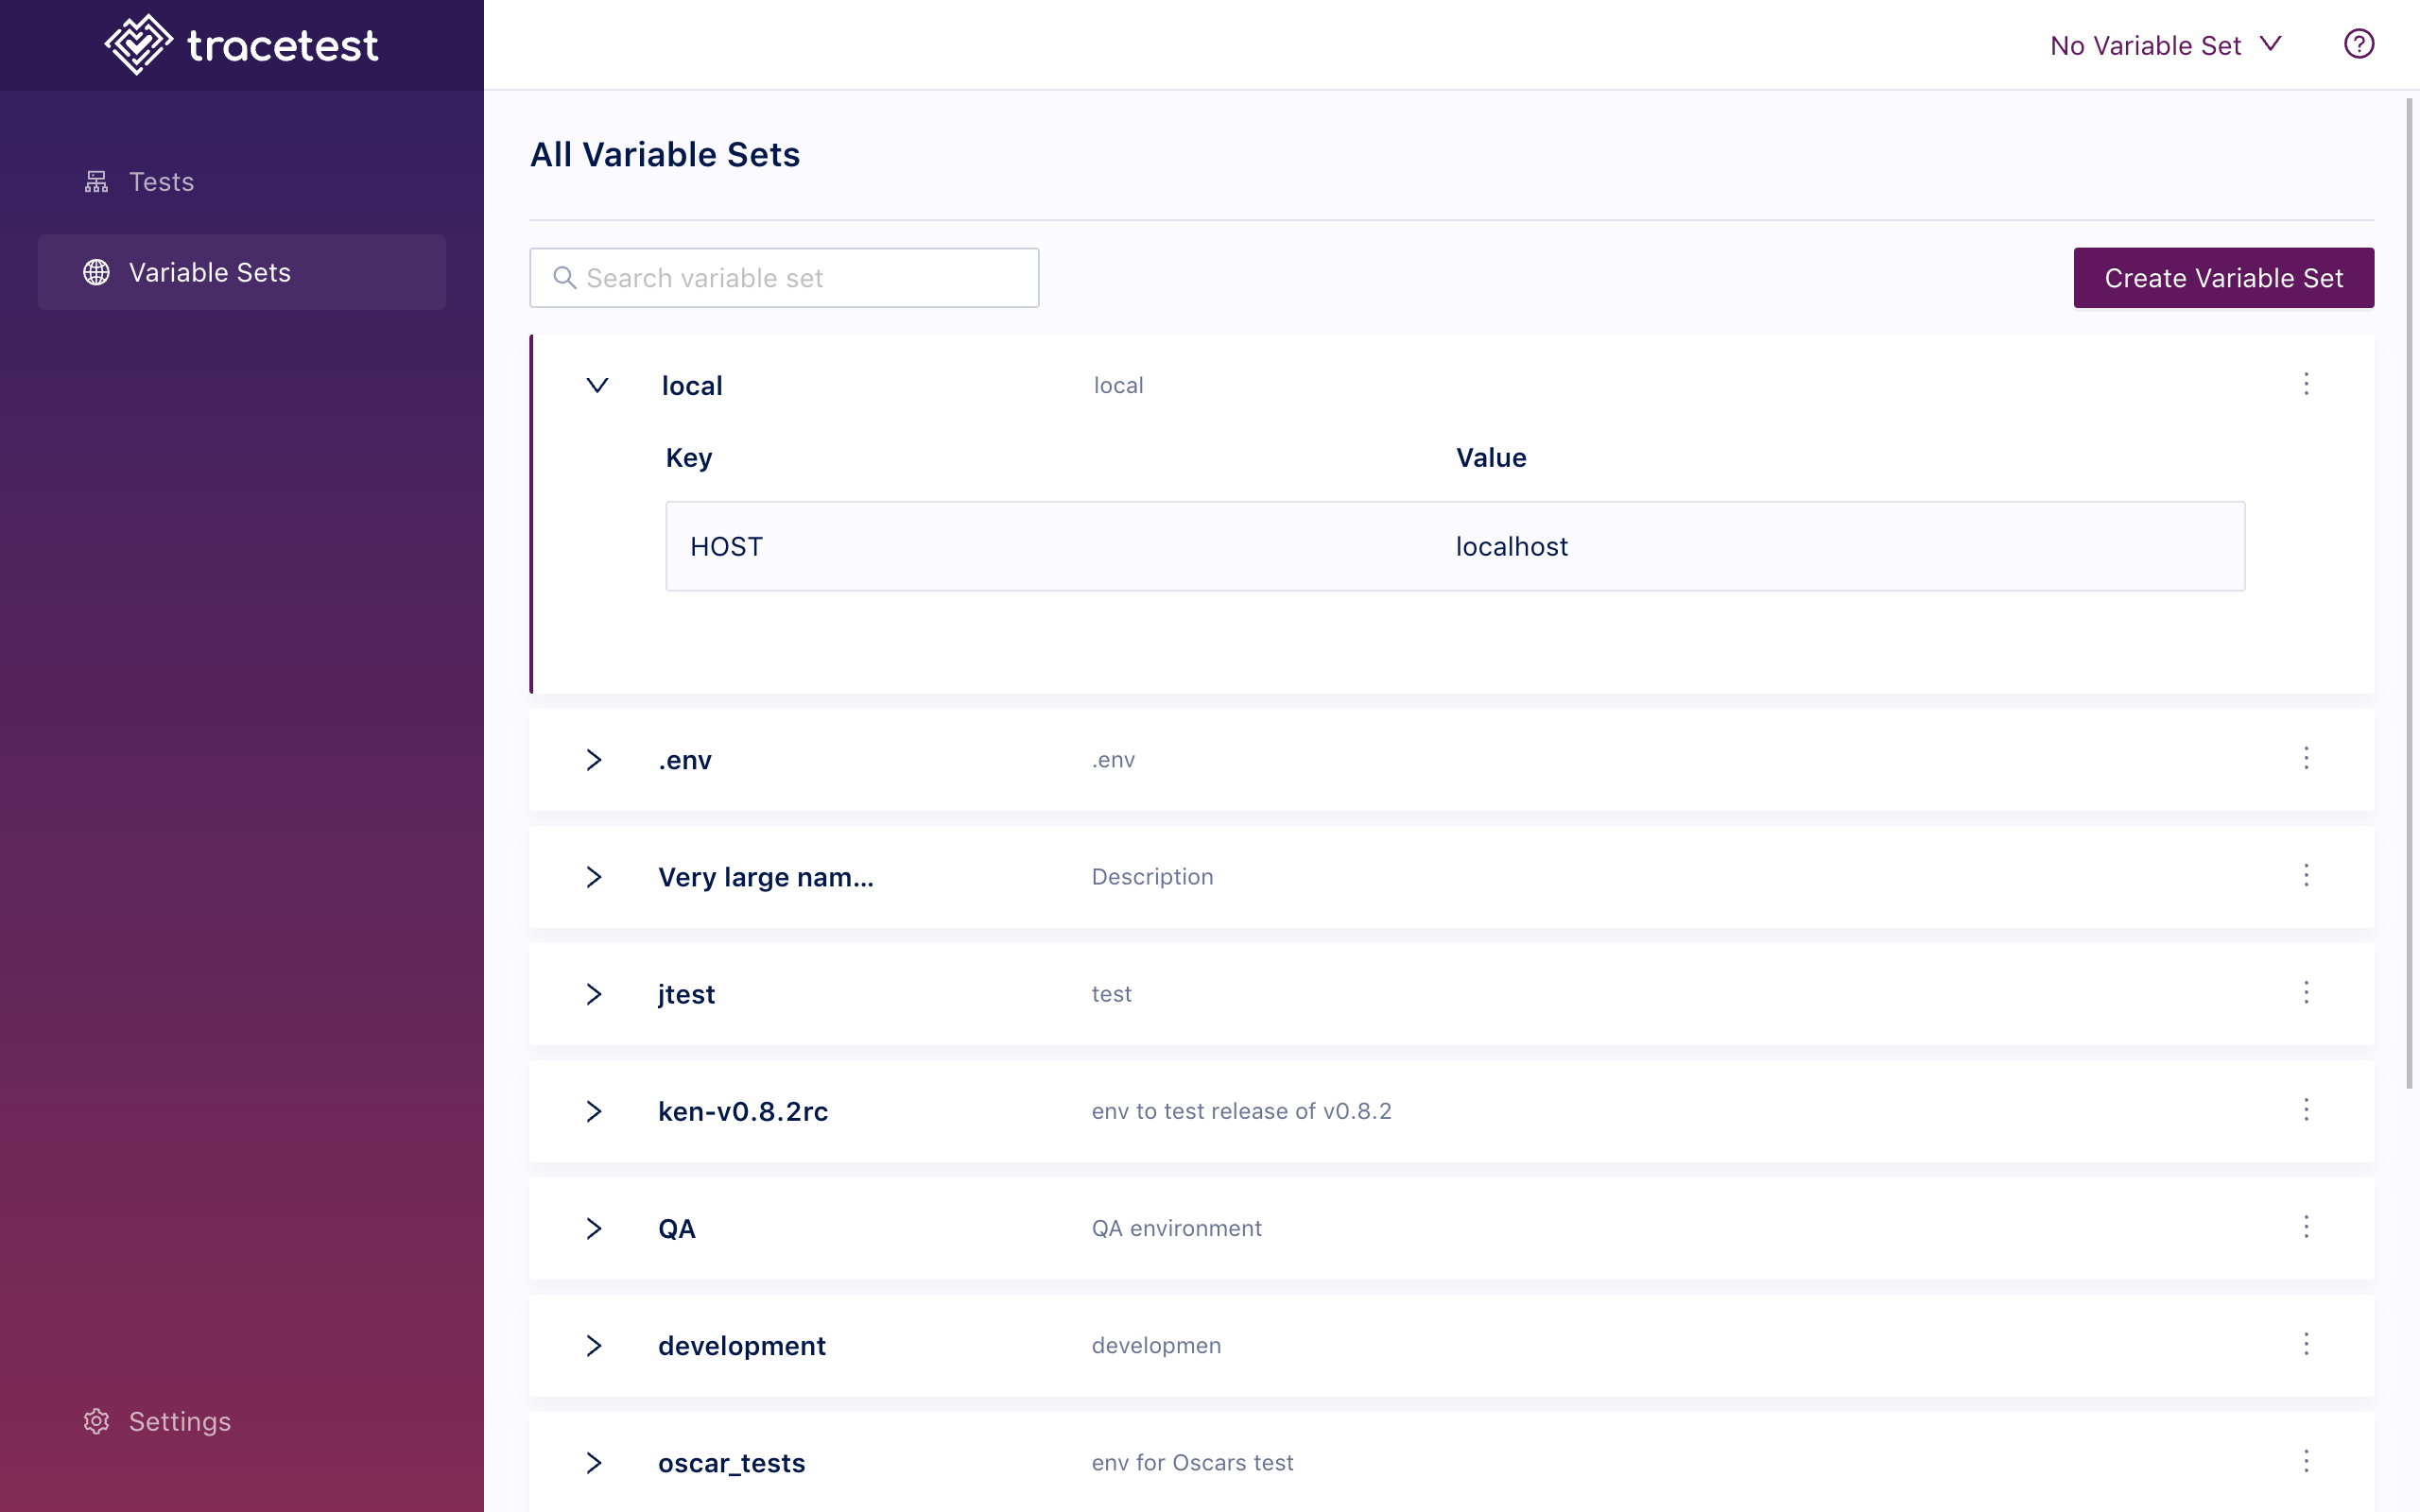 tracetest
No Variable Set
Tests
Variable Sets
Settings
All Variable Sets
Search variable set
Create Variable Set
local local
Key Value
HOST localhost
.env .env
Very large nam... Description
jtest test
ken-v0.8.2rc env to test release of v0.8.2
QA QA environment
development developmen
oscar_tests env for Oscars test